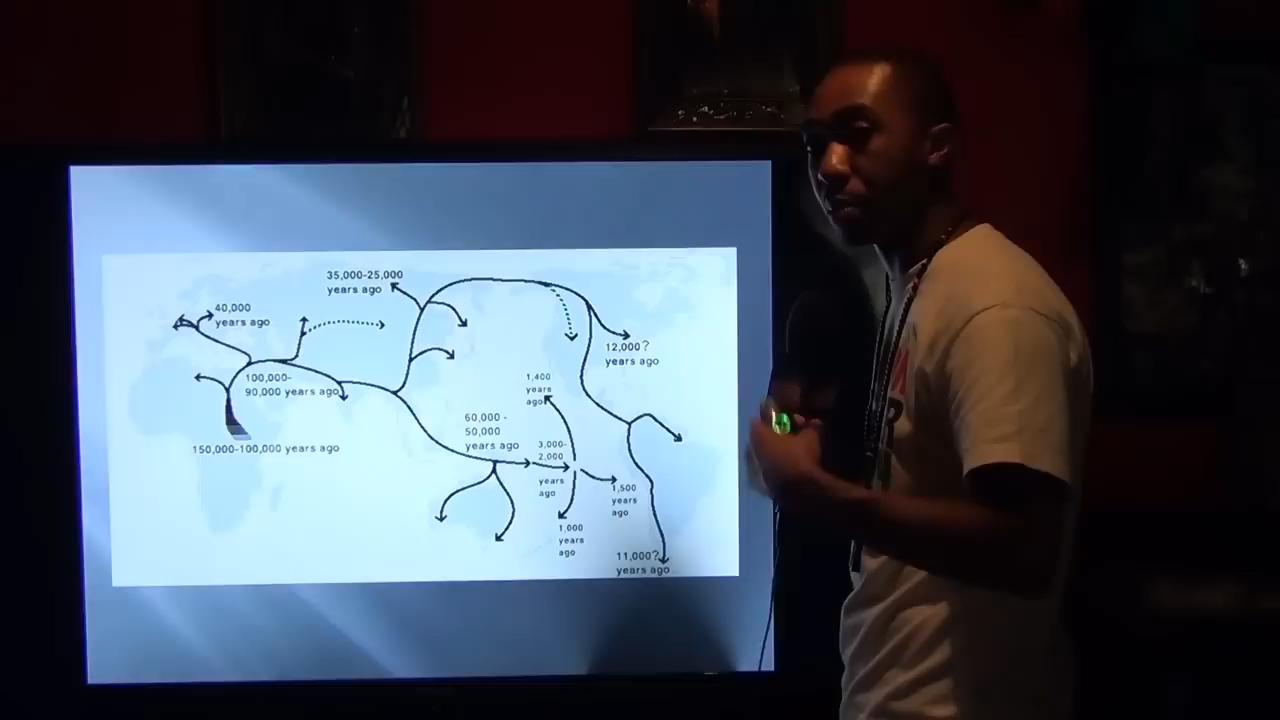 35,000-25,000
years ago
40,000
years ago
12,000?
years ago
100,000-
90,000 years ago
1,400
years
ago
60,000 -
50,000
years ago
3,000-
2,000
years
ago
150,000-100,000 years ago
1,500
years
ago
1,000
years
ago
11,000?
years ago